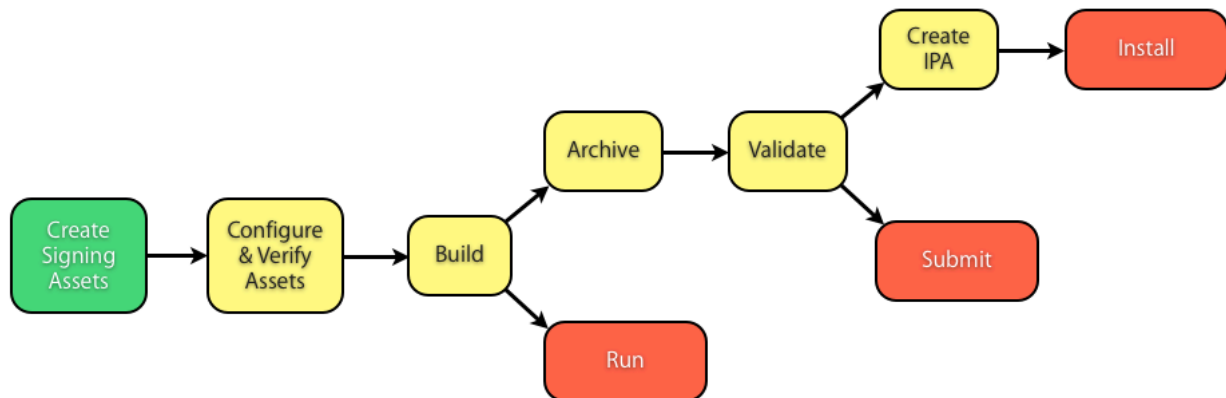 Create
Signing
Assets
Configure
& Verify
Assets
Build
Archive
Run
Validate
Create
IPA
Submit
Install